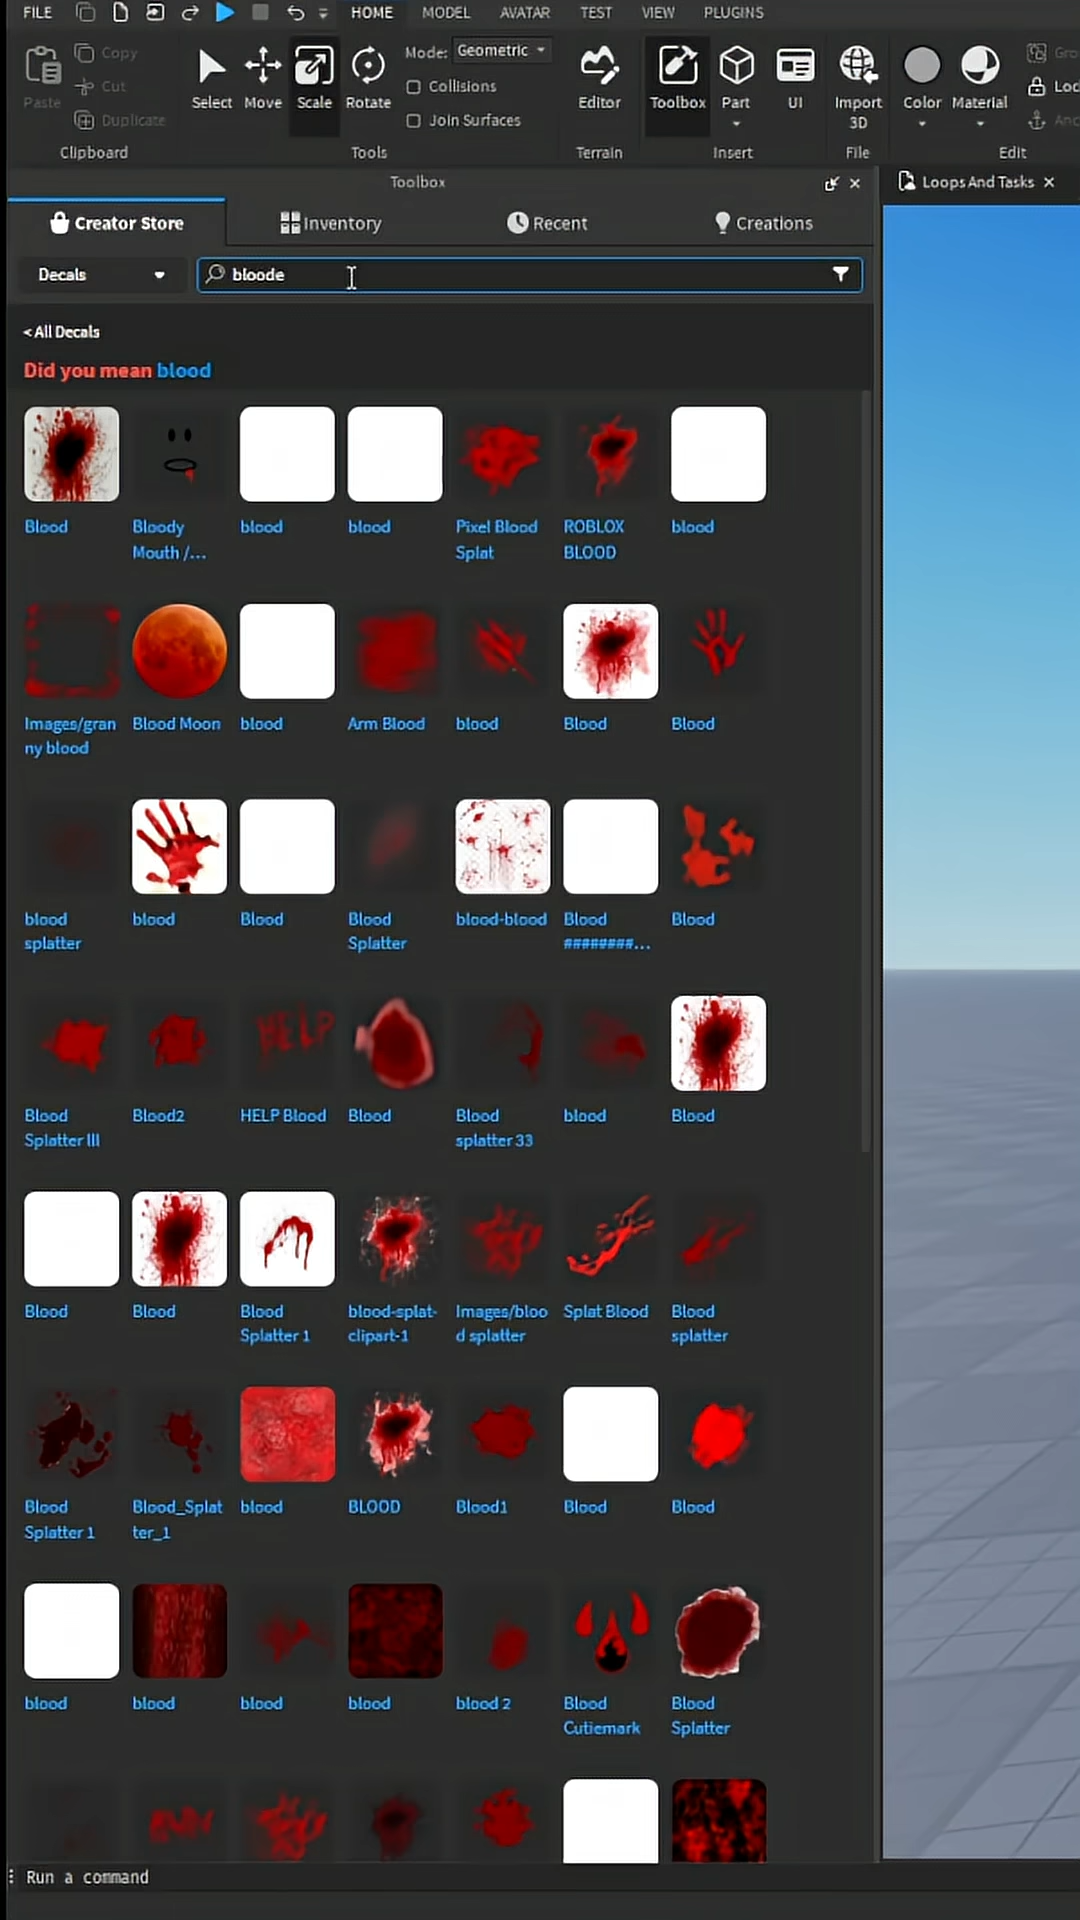 FILE HOME MODEL AVATAR TEST VIEW PLUGINS
Paste Copy Cut Duplicate
Select Move Scale Rotate
Mode: Geometric
Collisions
Join Surfaces
Editor Toolbox Part UI Import 3D Color Material
Clipboard Tools Terrain Insert File Edit
Toolbox
Loops And Tasks
Creator Store Inventory Recent Creations
Decals bloode
< All Decals
Did you mean blood
Blood Bloody Mouth /... blood blood Pixel Blood Splat ROBLOX BLOOD blood
Images/granny blood Blood Moon blood Arm Blood blood Blood Blood
blood splatter blood Blood Blood Splatter blood-blood Blood ########... Blood
HELP
Blood Splatter III Blood2 HELP Blood Blood Blood splatter 33 blood Blood
Blood Blood Blood Splatter 1 blood-splat-clipart-1 Images/blood splatter Splat Blood Blood splatter
Blood Splatter 1 Blood_Splatter_1 blood BLOOD Blood1 Blood Blood
blood blood blood blood blood 2 Blood Cutiemark Blood Splatter
Run a command